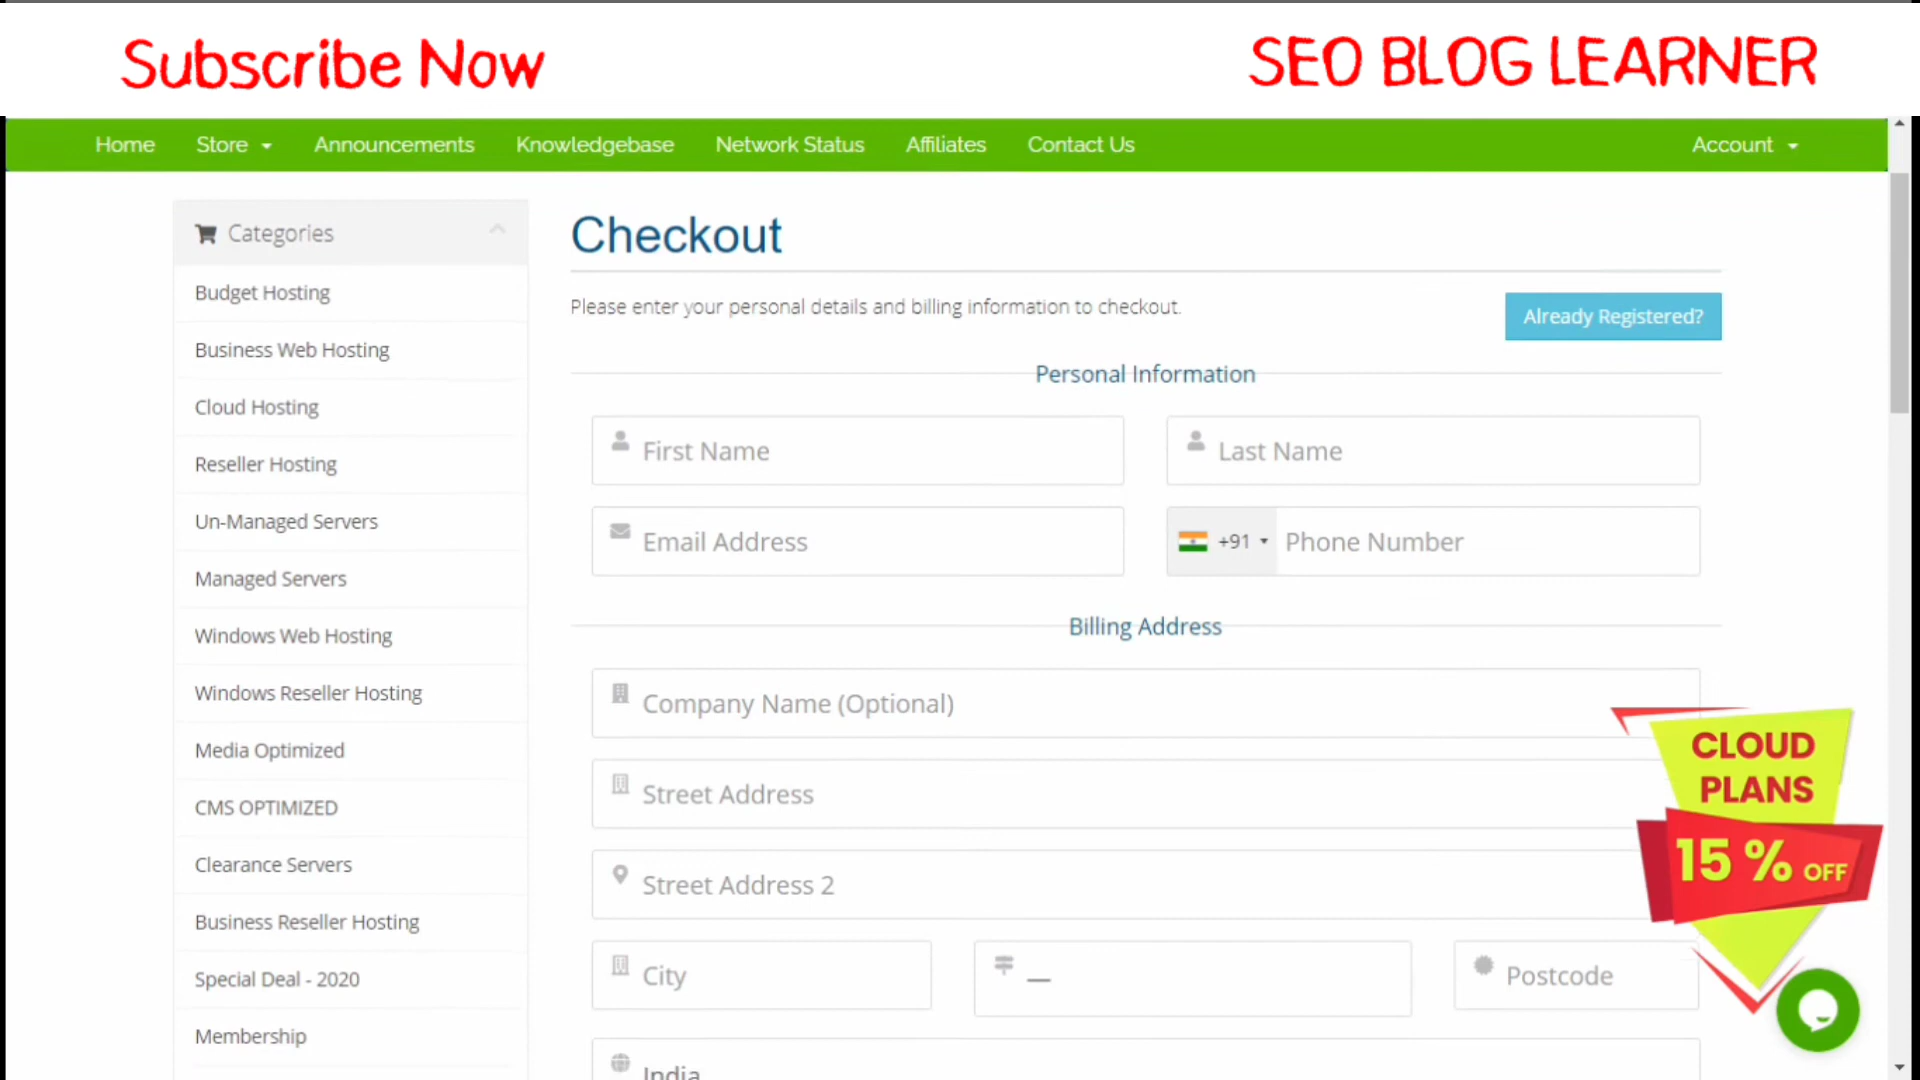 Subscribe Now
SEO BLOG LEARNER
Home Store Announcements Knowledgebase Network Status Affiliates Contact Us Account
Categories
Budget Hosting
Business Web Hosting
Cloud Hosting
Reseller Hosting
Un-Managed Servers
Managed Servers
Windows Web Hosting
Windows Reseller Hosting
Media Optimized
CMS OPTIMIZED
Clearance Servers
Business Reseller Hosting
Special Deal - 2020
Membership
Checkout
Please enter your personal details and billing information to checkout.
Already Registered?
Personal Information
First Name
Last Name
Email Address
+91 Phone Number
Billing Address
Company Name (Optional)
Street Address
Street Address 2
City
—
Postcode
India
CLOUD
PLANS
15 % OFF